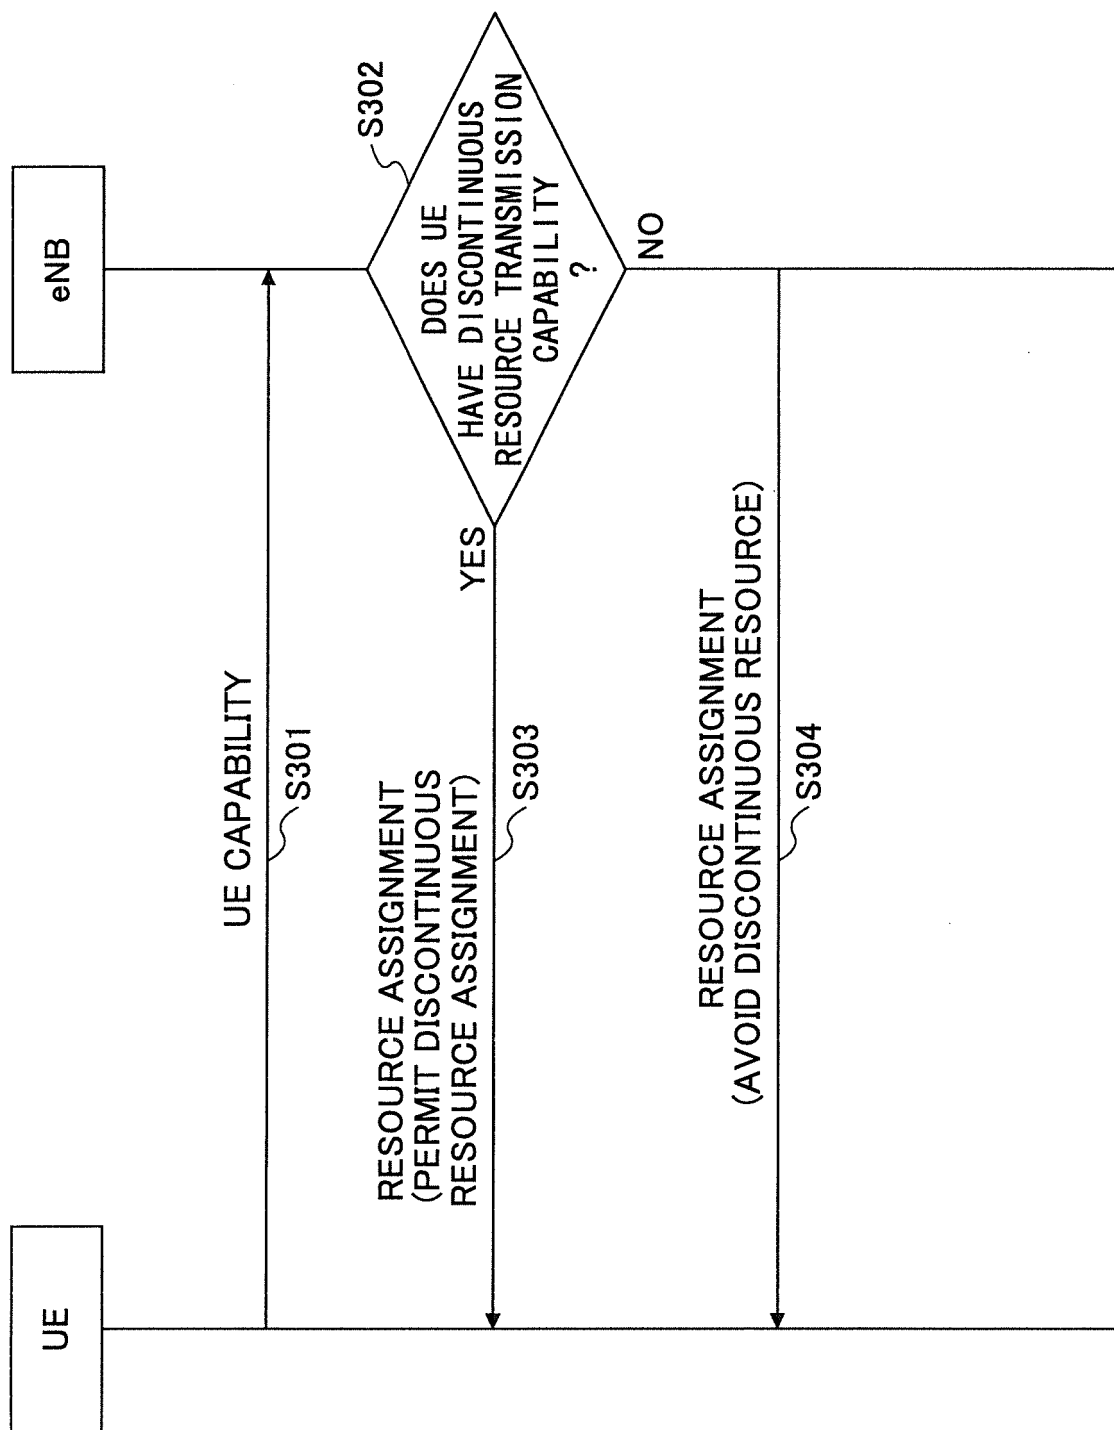 UE
eNB
UE CAPABILITY
S301
S302
DOES UE
HAVE DISCONTINUOUS
RESOURCE TRANSMISSION
CAPABILITY
?
YES
NO
RESOURCE ASSIGNMENT
(PERMIT DISCONTINUOUS
RESOURCE ASSIGNMENT)
S303
RESOURCE ASSIGNMENT
(AVOID DISCONTINUOUS RESOURCE)
S304